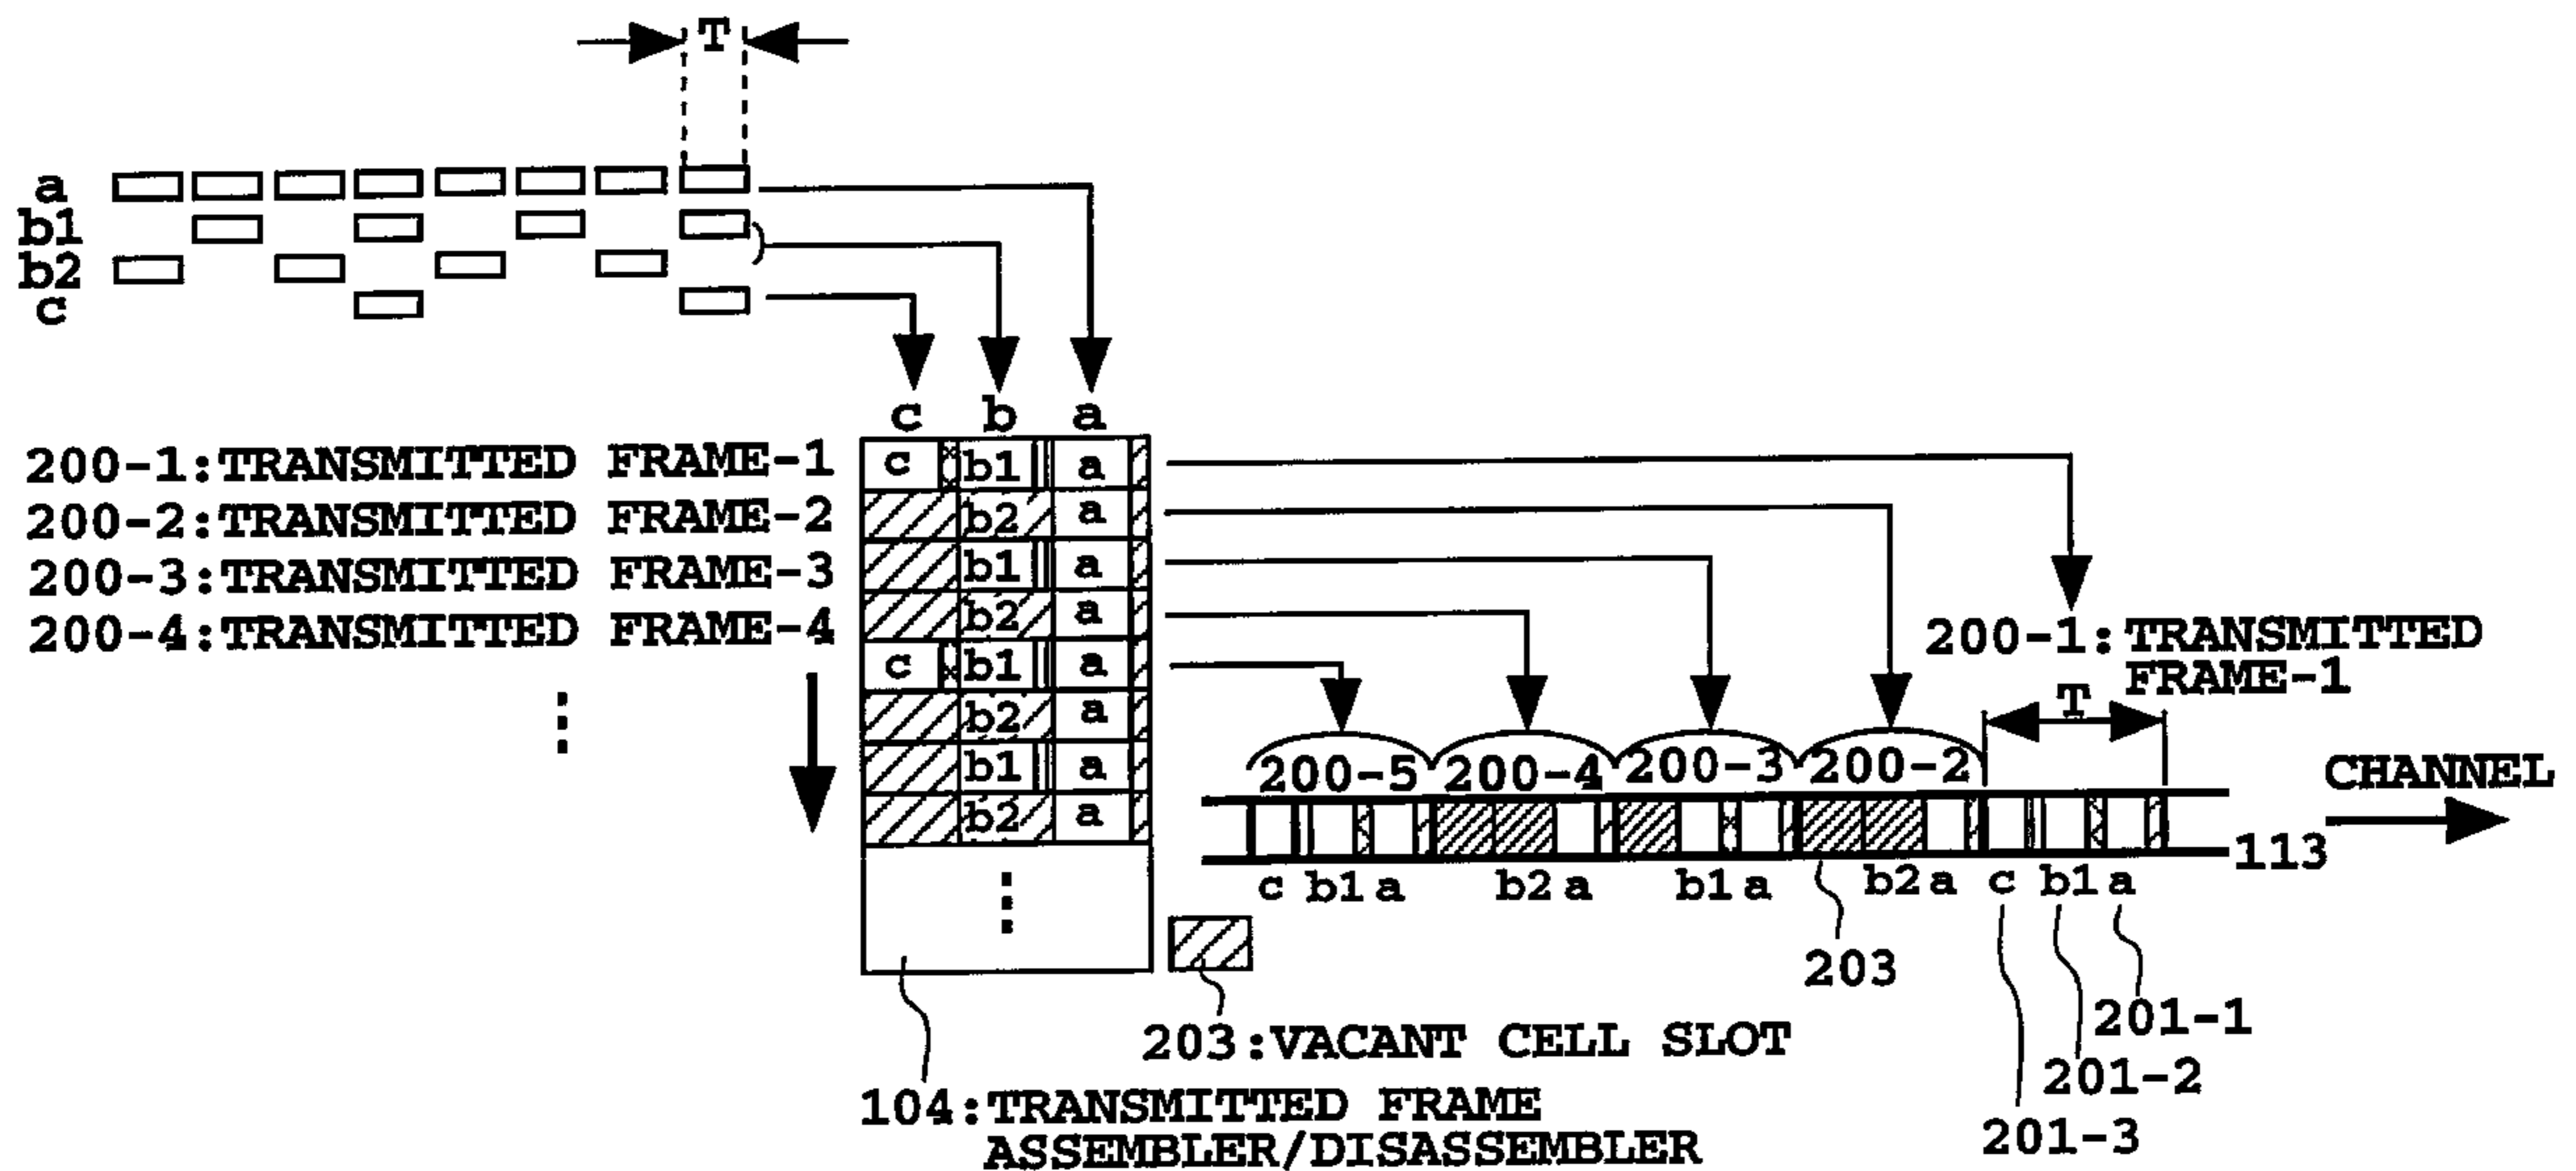 T
a
b1
b2
c
c b a
200-1:TRANSMITTED FRAME-1
c b1 a
200-2:TRANSMITTED FRAME-2
b2 a
200-3:TRANSMITTED FRAME-3
b1 a
200-4:TRANSMITTED FRAME-4
b2 a
c b1 a
b2 a
b1 a
b2 a
200-1:TRANSMITTED
FRAME-1
T
200-5 200-4 200-3 200-2
CHANNEL
113
c b1 a b2 a b1 a b2 a c b1 a
203
201-1
201-2
201-3
203:VACANT CELL SLOT
104:TRANSMITTED FRAME
ASSEMBLER/DISASSEMBLER